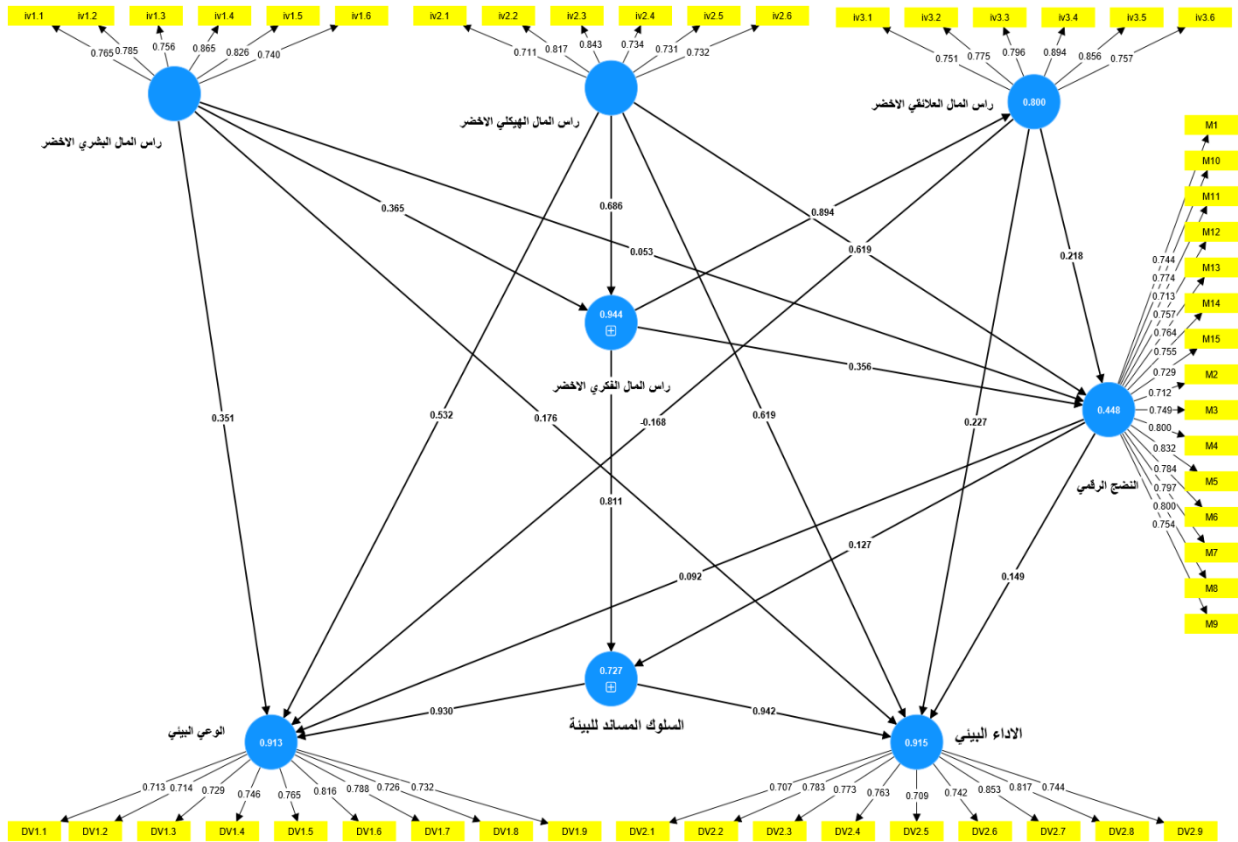 iv1.1 iv1.2 iv1.3 iv1.4 iv1.5 iv1.6
0.765 0.785 0.756 0.865 0.826 0.740
iv2.1 iv2.2 iv2.3 iv2.4 iv2.5 iv2.6
0.711 0.817 0.843 0.734 0.731 0.732
iv3.1 iv3.2 iv3.3 iv3.4 iv3.5 iv3.6
0.751 0.775 0.796 0.894 0.856 0.757
0.800
راس المال البشري الاخضر
راس المال الهيكلي الاخضر
راس المال العلائقي الاخضر
M1
M10
M11
M12
M13
M14
M15
M2
M3
M4
M5
M6
M7
M8
M9
0.744
0.774
0.713
0.757
0.764
0.755
0.729
0.712
0.749
0.800
0.832
0.784
0.797
0.800
0.754
0.365
0.686
0.894
0.053
0.619
0.218
0.944
راس المال الفكري الاخضر
0.356
0.448
النضج الرقمي
0.351
0.532
0.176
-0.168
0.619
0.227
0.811
0.127
0.092
0.149
0.727
السلوك المساند للبيئة
0.930
0.942
الوعي البيئي
0.913
الاداء البيئي
0.915
0.713 0.714 0.729 0.746 0.765 0.816 0.788 0.726 0.732
DV1.1 DV1.2 DV1.3 DV1.4 DV1.5 DV1.6 DV1.7 DV1.8 DV1.9
0.707 0.783 0.773 0.763 0.709 0.742 0.853 0.817 0.744
DV2.1 DV2.2 DV2.3 DV2.4 DV2.5 DV2.6 DV2.7 DV2.8 DV2.9